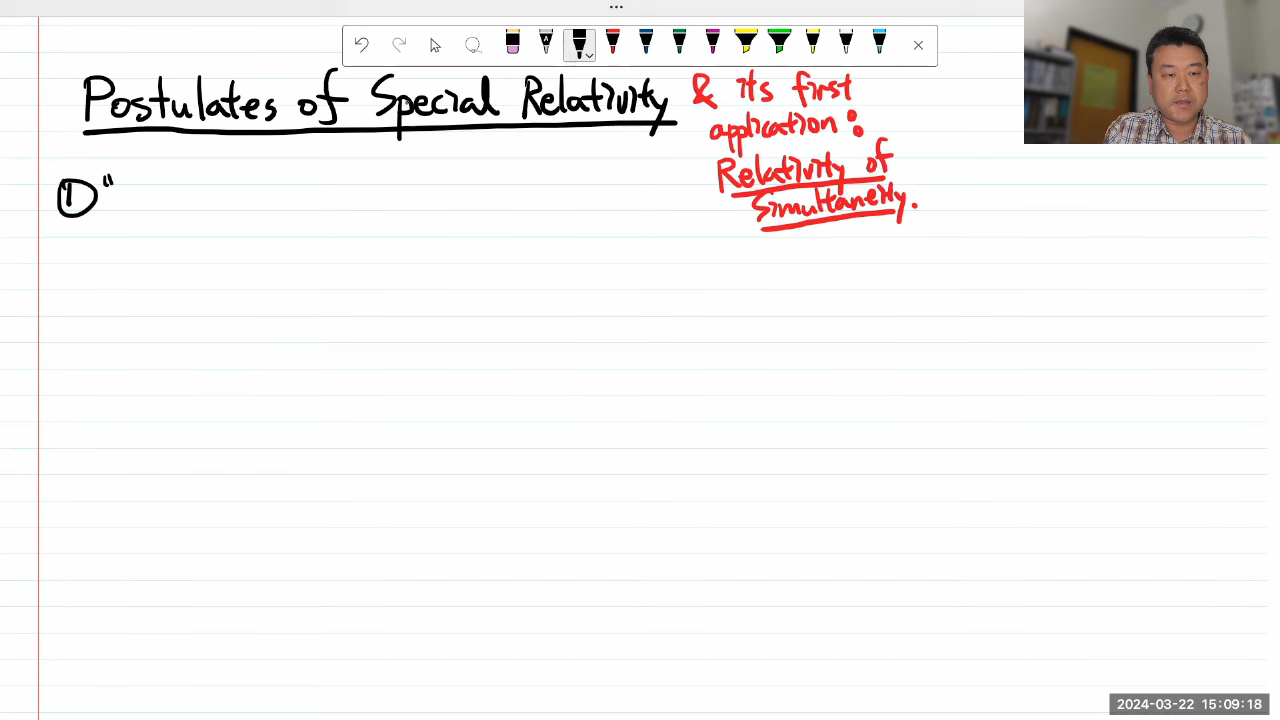 Postulates of Special Relativity & its first
application:
Relativity of
Simultaneity.
① "
2024-03-22 15:09:18